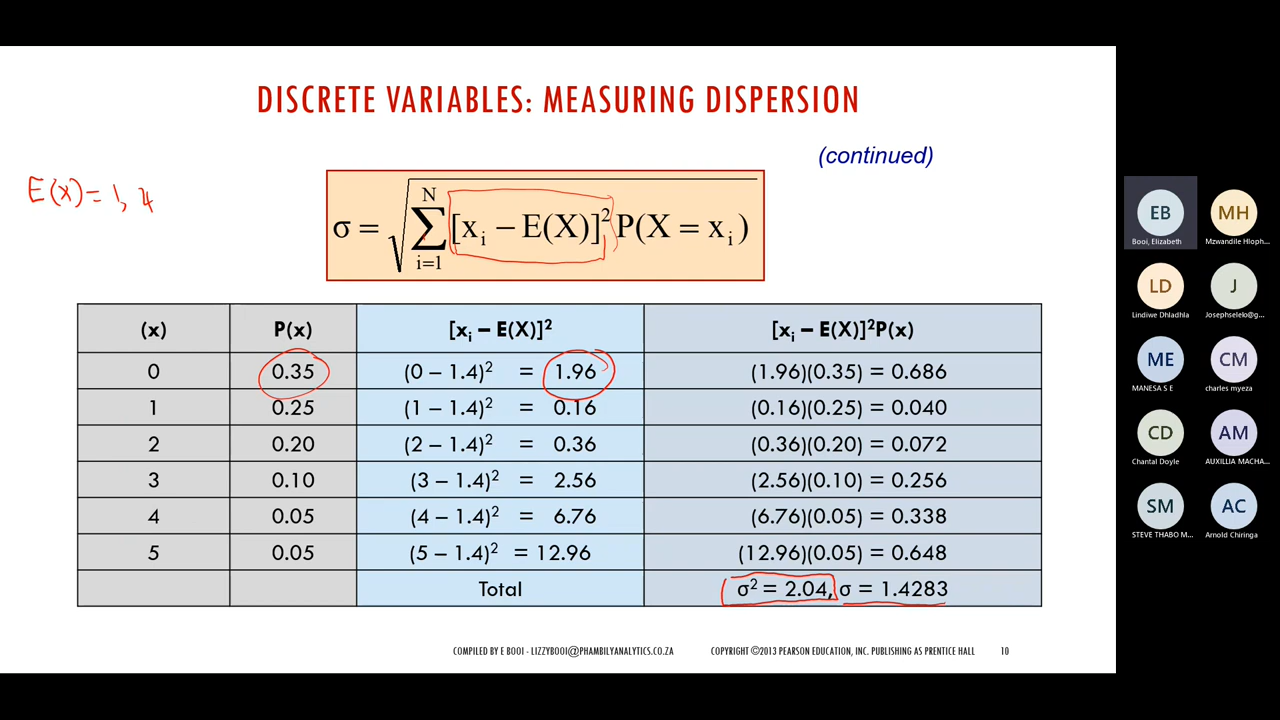 DISCRETE VARIABLES: MEASURING DISPERSION
(continued)
E(X) = 1,4
σ = √ N ∑ i=1 [xᵢ − E(X)]² P(X = xᵢ)
(x) P(x) [xᵢ – E(X)]² [xᵢ – E(X)]²P(x)
0 0.35 (0 – 1.4)² = 1.96 (1.96)(0.35) = 0.686
1 0.25 (1 – 1.4)² = 0.16 (0.16)(0.25) = 0.040
2 0.20 (2 – 1.4)² = 0.36 (0.36)(0.20) = 0.072
3 0.10 (3 – 1.4)² = 2.56 (2.56)(0.10) = 0.256
4 0.05 (4 – 1.4)² = 6.76 (6.76)(0.05) = 0.338
5 0.05 (5 – 1.4)² = 12.96 (12.96)(0.05) = 0.648
Total σ² = 2.04, σ = 1.4283
COMPILED BY E BOOI - LIZZYBOOI@PHAMBILYANALYTICS.CO.ZA COPYRIGHT ©2013 PEARSON EDUCATION, INC. PUBLISHING AS PRENTICE HALL 10
EB MH
Booi, Elizabeth Mzwandile Hloph...
LD J
Lindiwe Dhladhla Josephselelo@g...
ME CM
MANESA S E charles myeza
CD AM
Chantal Doyle AUXILLIA MACHA...
SM AC
STEVE THABO M... Arnold Chiringa